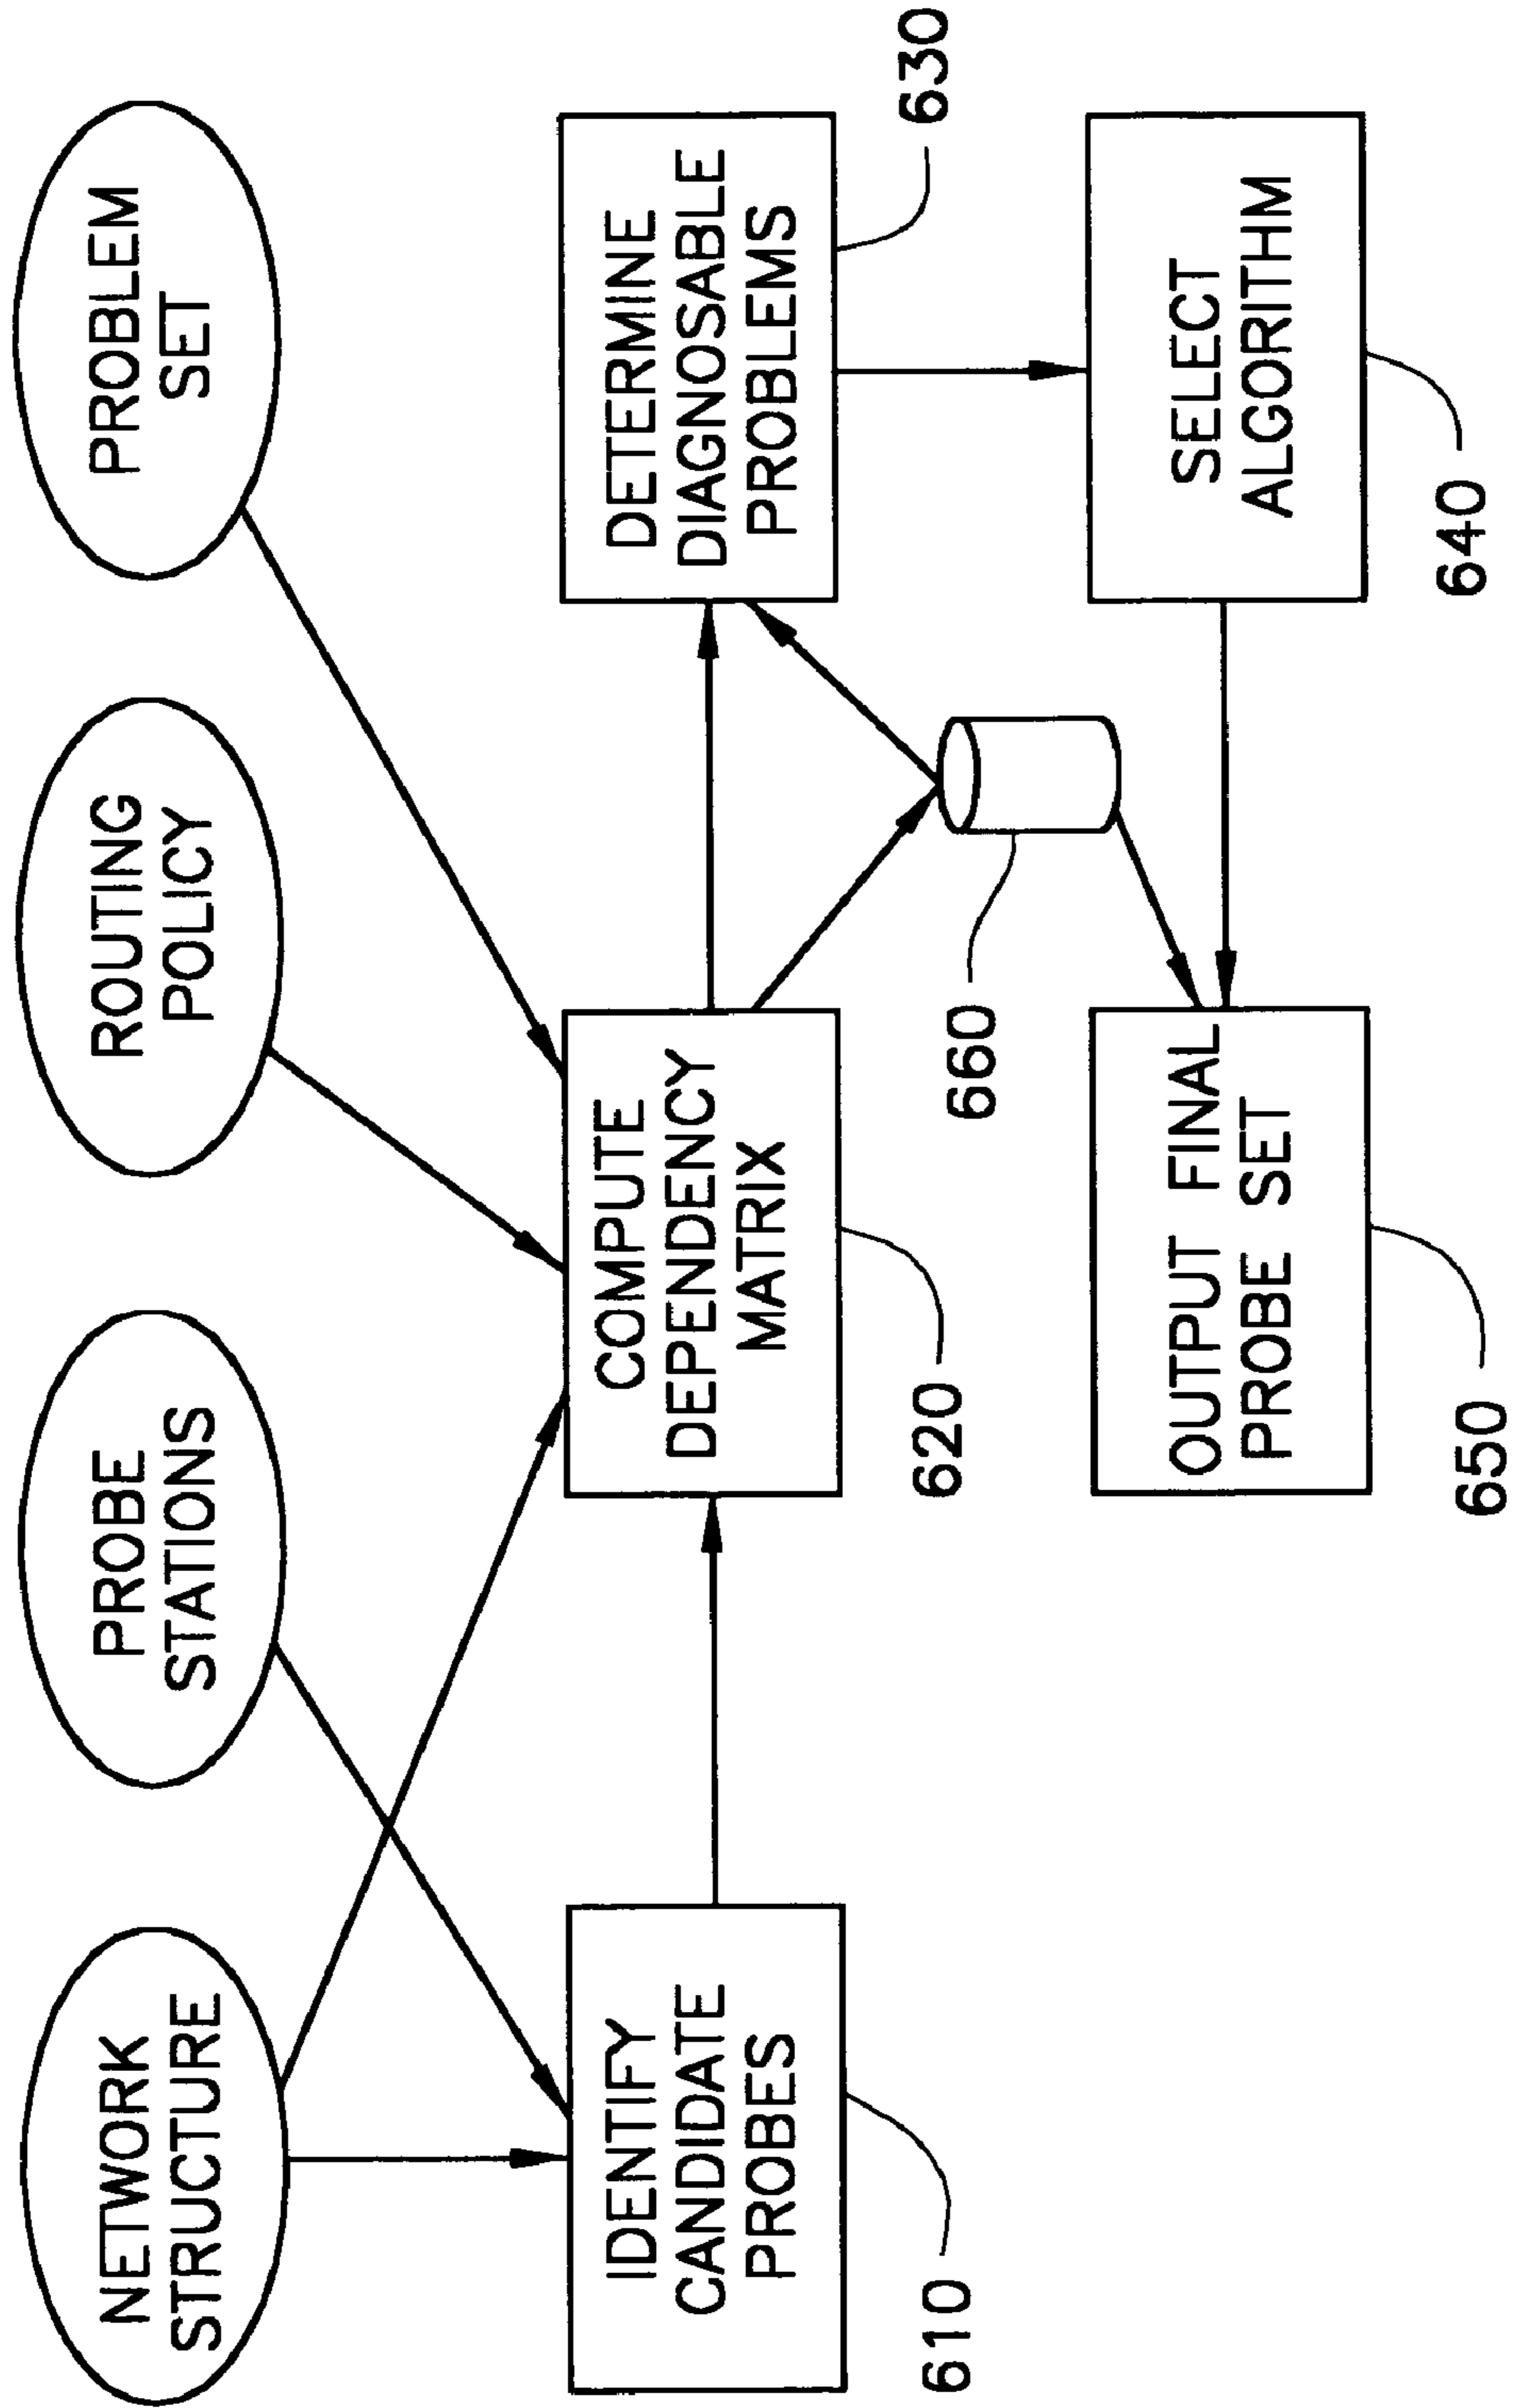 NETWORK
STRUCTURE
PROBE
STATIONS
ROUTING
POLICY
PROBLEM
SET
IDENTIFY
CANDIDATE
PROBES
610
COMPUTE
DEPENDENCY
MATRIX
620
DETERMINE
DIAGNOSABLE
PROBLEMS
630
660
OUTPUT FINAL
PROBE SET
650
SELECT
ALGORITHM
640